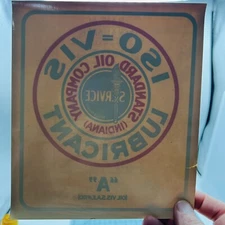 ISO=VIS
STANDARD OIL COMPANY
(INDIANA)
SERVICE
LUBRICANT
"A"